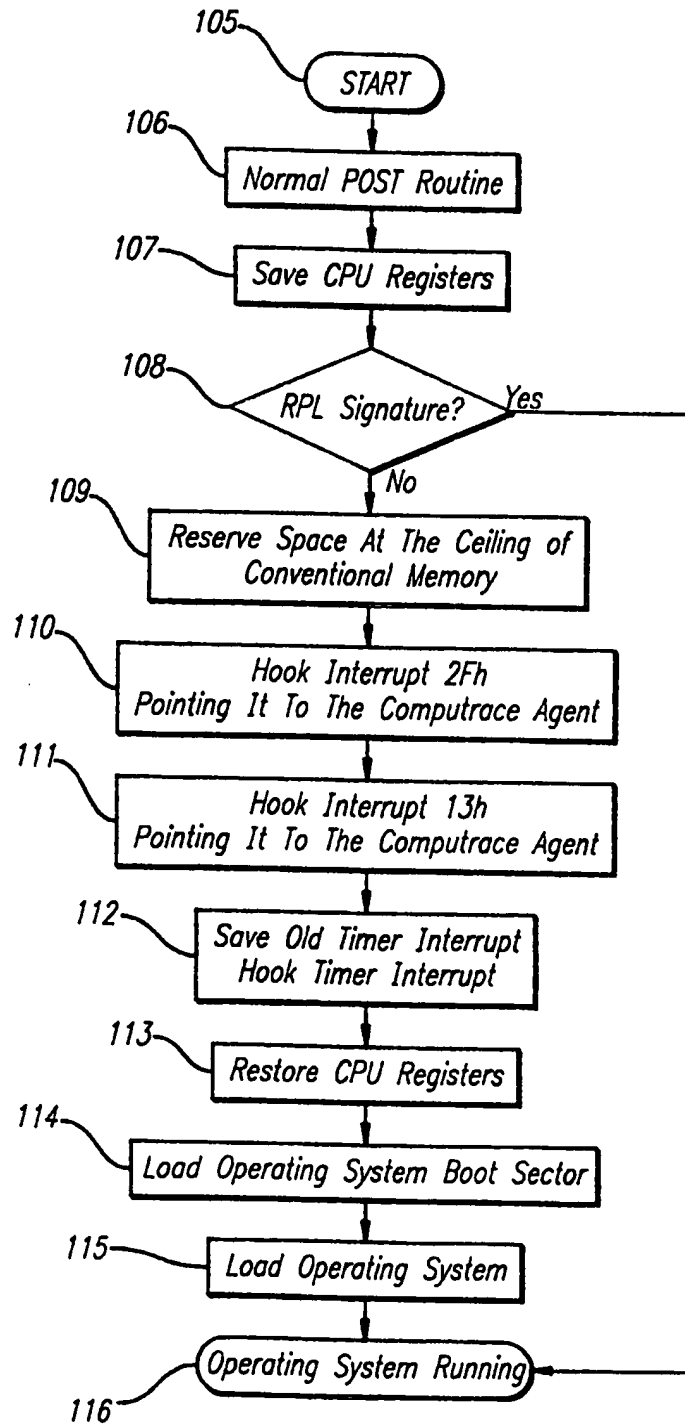 105
START
106
Normal POST Routine
107
Save CPU Registers
108
RPL Signature?
Yes
No
109
Reserve Space At The Ceiling of
Conventional Memory
110
Hook Interrupt 2Fh
Pointing It To The Computrace Agent
111
Hook Interrupt 13h
Pointing It To The Computrace Agent
112
Save Old Timer Interrupt
Hook Timer Interrupt
113
Restore CPU Registers
114
Load Operating System Boot Sector
115
Load Operating System
Operating System Running
116